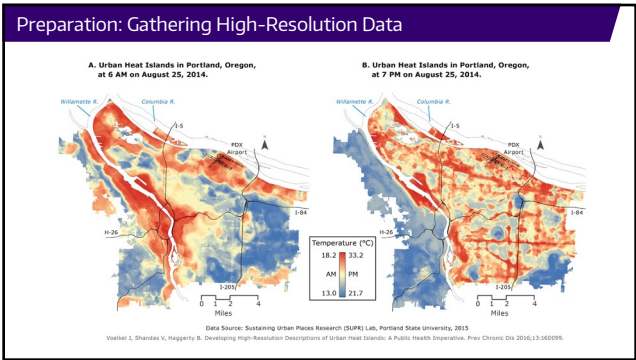 Preparation: Gathering High-Resolution Data
A. Urban Heat Islands in Portland, Oregon,
at 6 AM on August 25, 2014.
B. Urban Heat Islands in Portland, Oregon,
at 7 PM on August 25, 2014.
Willamette R.
Columbia R.
I-5
PDX
Airport
I-84
H-26
I-205
0 1 2 4
Miles
Temperature (°C)
18.2 33.2
AM PM
13.0 21.7
Willamette R.
Columbia R.
I-5
PDX
Airport
I-84
H-26
I-205
0 1 2 4
Miles
Data Source: Sustaining Urban Places Research (SUPR) Lab, Portland State University, 2015
Voelkel J, Shandas V, Haggerty B. Developing High-Resolution Descriptions of Urban Heat Islands: A Public Health Imperative. Prev Chronic Dis 2016;13:160099.